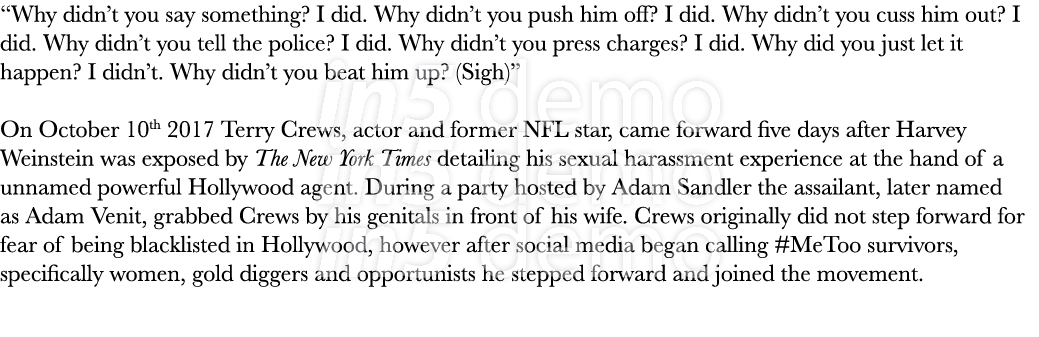 “Why didn’t you say something? I did. Why didn’t you push him off? I did. Why didn’t you cuss him out? I
did. Why didn’t you tell the police? I did. Why didn’t you press charges? I did. Why did you just let it
happen? I didn’t. Why didn’t you beat him up? (Sigh)”
On October 10th 2017 Terry Crews, actor and former NFL star, came forward five days after Harvey
Weinstein was exposed by The New York Times detailing his sexual harassment experience at the hand of a
unnamed powerful Hollywood agent. During a party hosted by Adam Sandler the assailant, later named
as Adam Venit, grabbed Crews by his genitals in front of his wife. Crews originally did not step forward for
fear of being blacklisted in Hollywood, however after social media began calling #MeToo survivors,
specifically women, gold diggers and opportunists he stepped forward and joined the movement.
in5 demo
in5 demo
in5 demo